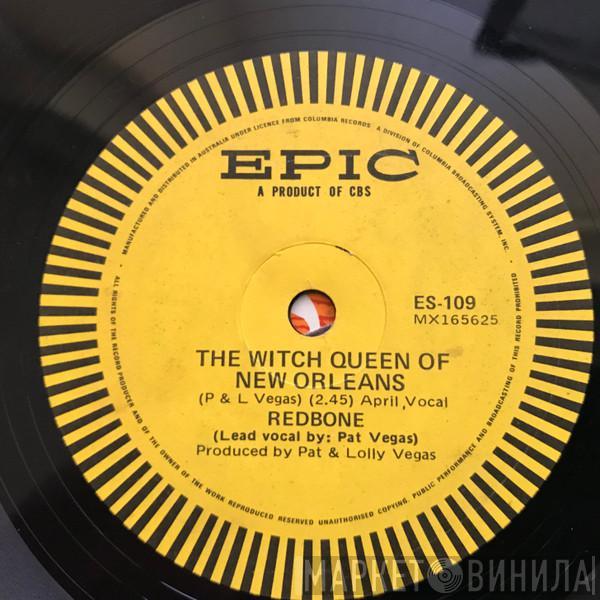 MANUFACTURED AND DISTRIBUTED IN AUSTRALIA UNDER LICENCE FROM COLUMBIA RECORDS A DIVISION OF COLUMBIA BROADCASTING SYSTEM, INC.
EPIC
A PRODUCT OF CBS
ES-109
MX165625
THE WITCH QUEEN OF
NEW ORLEANS
(P & L Vegas) (2.45) April, Vocal
REDBONE
(Lead vocal by: Pat Vegas)
Produced by Pat & Lolly Vegas
ALL RIGHTS OF THE RECORD PRODUCER AND OF THE OWNER OF THE WORK REPRODUCED RESERVED UNAUTHORISED COPYING, PUBLIC PERFORMANCE AND BROADCASTING OF THIS RECORD PROHIBITED
МАРКЕТ ВИНИЛА